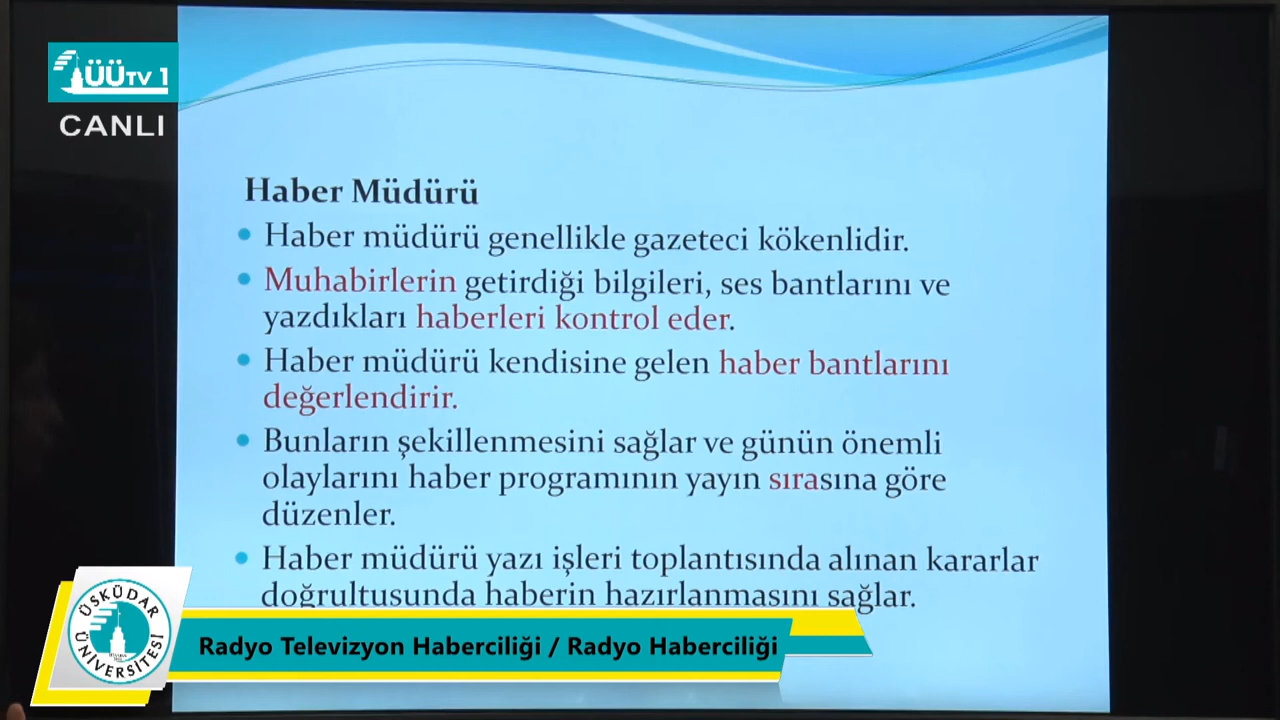 ÜÜTV 1
CANLI
Haber Müdürü
Haber müdürü genellikle gazeteci kökenlidir.
Muhabirlerin getirdiği bilgileri, ses bantlarını ve
yazdıkları haberleri kontrol eder.
Haber müdürü kendisine gelen haber bantlarını
değerlendirir.
Bunların şekillenmesini sağlar ve günün önemli
olaylarını haber programının yayın sırasına göre
düzenler.
Haber müdürü yazı işleri toplantısında alınan kararlar
doğrultusunda haberin hazırlanmasını sağlar.
ÜSKÜDAR ÜNİVERSİTESİ
Radyo Televizyon Haberciliği / Radyo Haberciliği